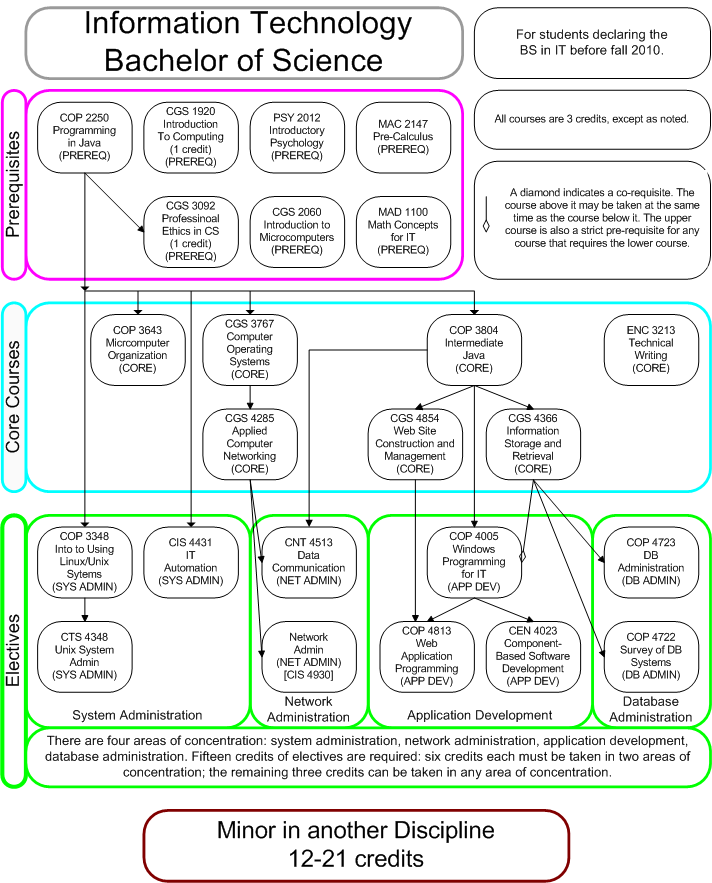 Information Technology
Bachelor of Science
For students declaring the
BS in IT before fall 2010.
Prerequisites
COP 2250
Programming
in Java
(PREREQ)
CGS 1920
Introduction
To Computing
(1 credit)
(PREREQ)
PSY 2012
Introductory
Psychology
(PREREQ)
MAC 2147
Pre-Calculus
(PREREQ)
All courses are 3 credits, except as noted.
CGS 3092
Professinoal
Ethics in CS
(1 credit)
(PREREQ)
CGS 2060
Introduction to
Microcomputers
(PREREQ)
MAD 1100
Math Concepts
for IT
(PREREQ)
A diamond indicates a co-requisite. The
course above it may be taken at the same
time as the course below it. The upper
course is also a strict pre-requisite for any
course that requires the lower course.
Core Courses
COP 3643
Micrcomputer
Organization
(CORE)
CGS 3767
Computer
Operating
Systems
(CORE)
COP 3804
Intermediate
Java
(CORE)
ENC 3213
Technical
Writing
(CORE)
CGS 4285
Applied
Computer
Networking
(CORE)
CGS 4854
Web Site
Construction and
Management
(CORE)
CGS 4366
Information
Storage and
Retrieval
(CORE)
Electives
COP 3348
Into to Using
Linux/Unix
Sytems
(SYS ADMIN)
CIS 4431
IT
Automation
(SYS ADMIN)
CNT 4513
Data
Communication
(NET ADMIN)
COP 4005
Windows
Programming
for IT
(APP DEV)
COP 4723
DB
Administration
(DB ADMIN)
CTS 4348
Unix System
Admin
(SYS ADMIN)
Network
Admin
(NET ADMIN)
[CIS 4930]
COP 4813
Web
Application
Programming
(APP DEV)
CEN 4023
Component-
Based Software
Development
(APP DEV)
COP 4722
Survey of DB
Systems
(DB ADMIN)
System Administration
Network
Administration
Application Development
Database
Administration
There are four areas of concentration: system administration, network administration, application development,
database administration. Fifteen credits of electives are required: six credits each must be taken in two areas of
concentration; the remaining three credits can be taken in any area of concentration.
Minor in another Discipline
12-21 credits